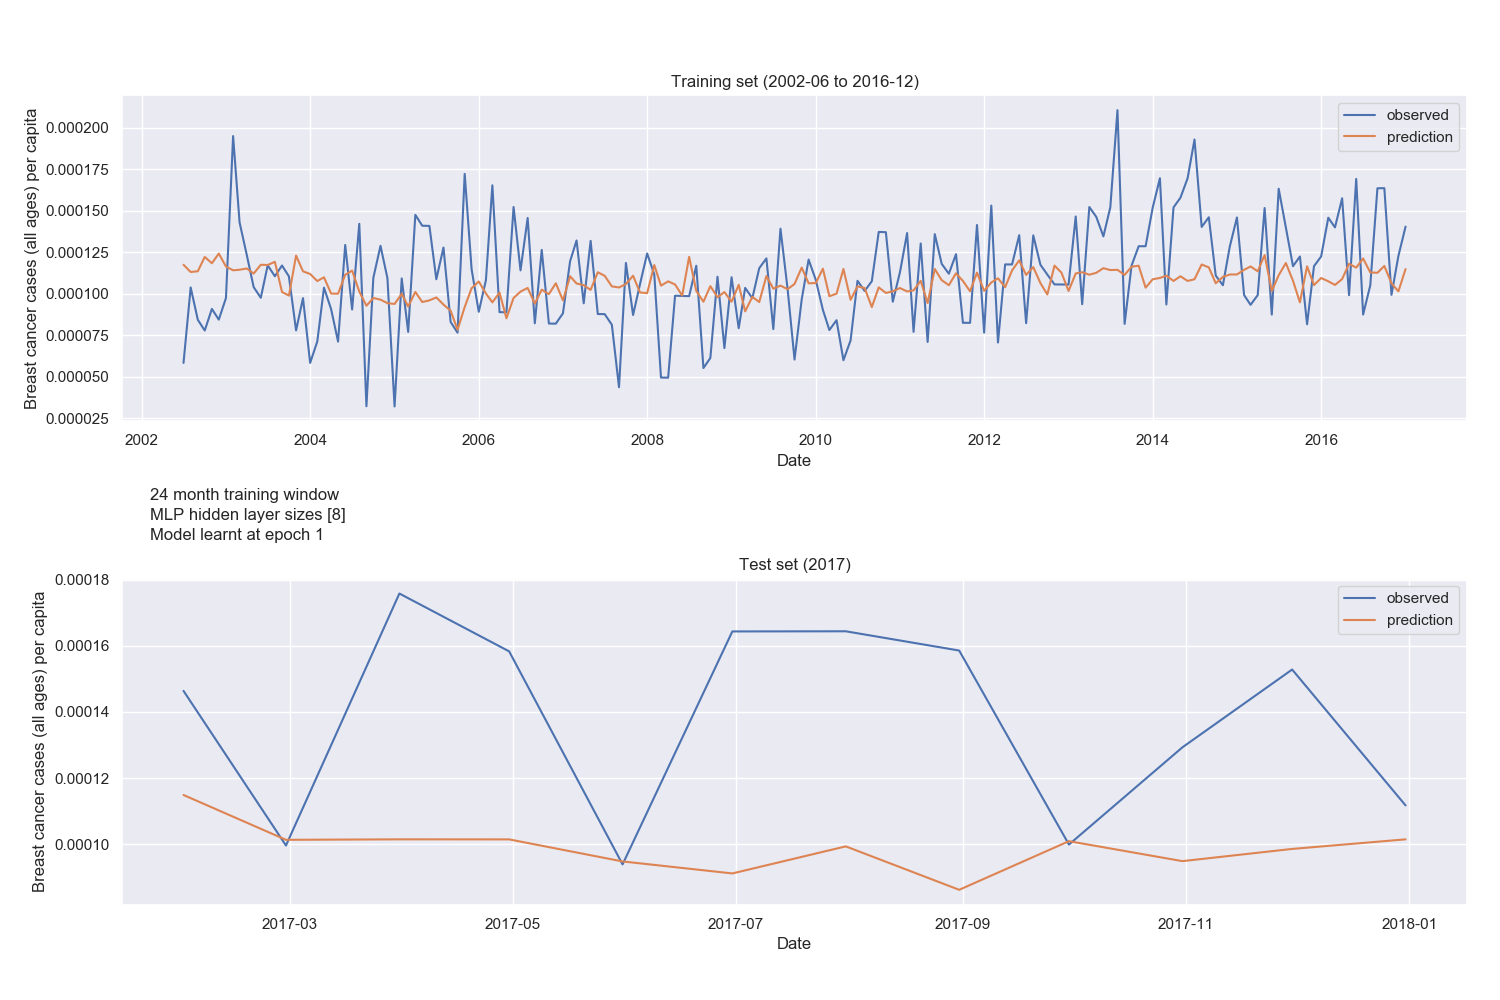 Training set (2002-06 to 2016-12)
Breast cancer cases (all ages) per capita
0.000200
0.000175
0.000150
0.000125
0.000100
0.000075
0.000050
0.000025
observed
prediction
2002 2004 2006 2008 2010 2012 2014 2016
Date
24 month training window
MLP hidden layer sizes [8]
Model learnt at epoch 1
Test set (2017)
Breast cancer cases (all ages) per capita
0.00018
0.00016
0.00014
0.00012
0.00010
observed
prediction
2017-03 2017-05 2017-07 2017-09 2017-11 2018-01
Date